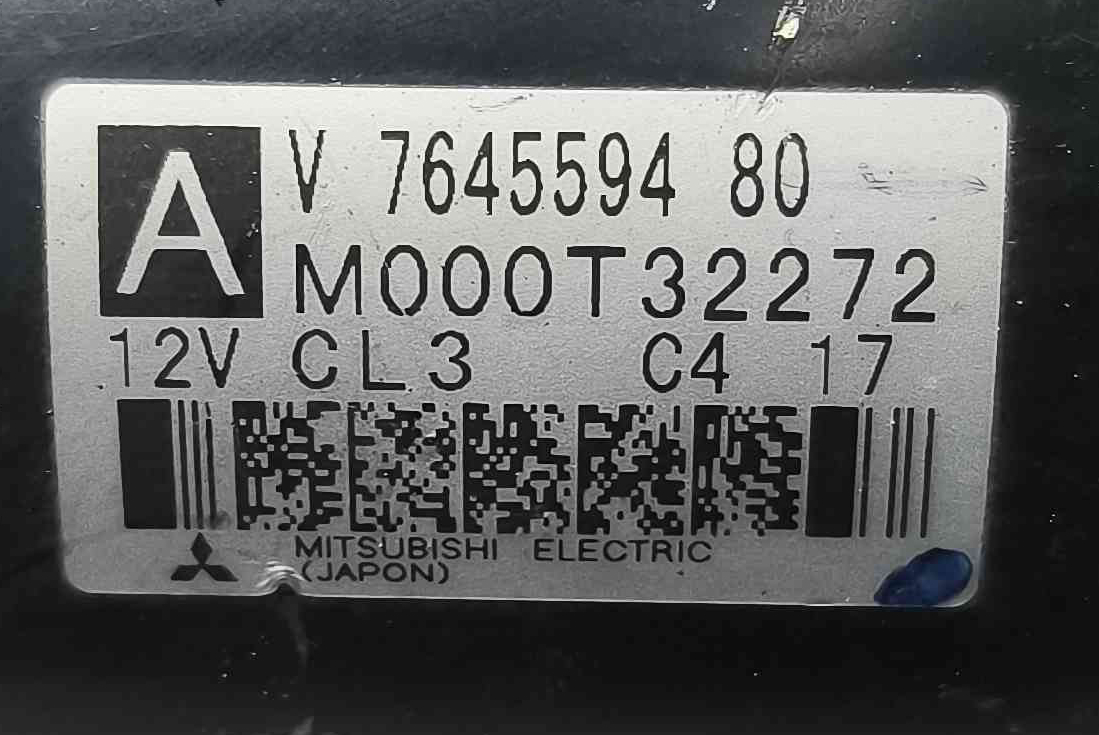 A
V 7645594 80
M000T32272
12V CL3 C4 17
MITSUBISHI ELECTRIC
(JAPON)